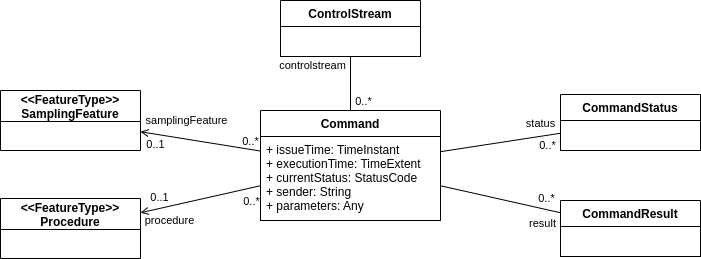 ControlStream
controlstream
0..*
<<FeatureType>>
SamplingFeature
samplingFeature
0..1
0..*
Command
+ issueTime: TimeInstant
+ executionTime: TimeExtent
+ currentStatus: StatusCode
+ sender: String
+ parameters: Any
status
0..*
CommandStatus
<<FeatureType>>
Procedure
0..1
procedure
0..*
0..*
result
CommandResult